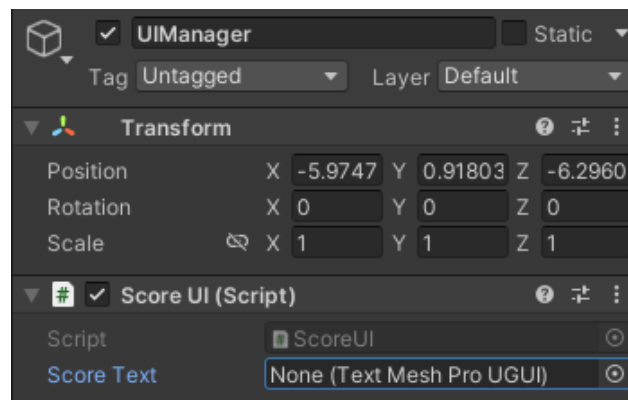 UIManager Static
Tag Untagged Layer Default
Transform
Position X -5.9747 Y 0.91803 Z -6.2960
Rotation X 0 Y 0 Z 0
Scale X 1 Y 1 Z 1
# Score UI (Script)
Script # ScoreUI
Score Text None (Text Mesh Pro UGUI)